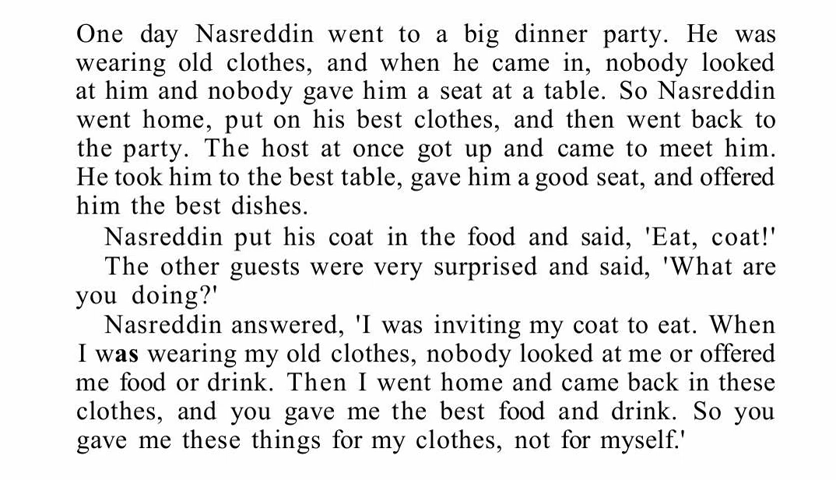 One day Nasreddin went to a big dinner party. He was
wearing old clothes, and when he came in, nobody looked
at him and nobody gave him a seat at a table. So Nasreddin
went home, put on his best clothes, and then went back to
the party. The host at once got up and came to meet him.
He took him to the best table, gave him a good seat, and offered
him the best dishes.
Nasreddin put his coat in the food and said, 'Eat, coat!'
The other guests were very surprised and said, 'What are
you doing?'
Nasreddin answered, 'I was inviting my coat to eat. When
I was wearing my old clothes, nobody looked at me or offered
me food or drink. Then I went home and came back in these
clothes, and you gave me the best food and drink. So you
gave me these things for my clothes, not for myself.'